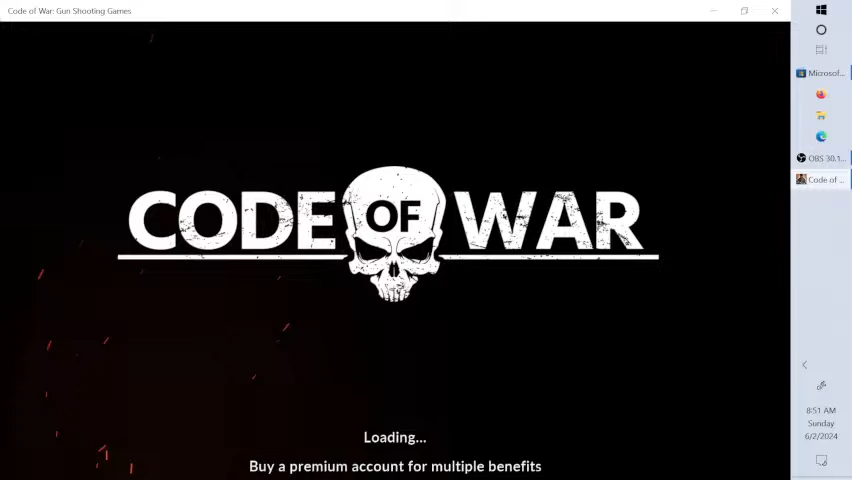 Code of War: Gun Shooting Games
Microsof...
OBS 30.1...
Code of ...
CODE OF WAR
Loading...
Buy a premium account for multiple benefits
8:51 AM
Sunday
6/2/2024